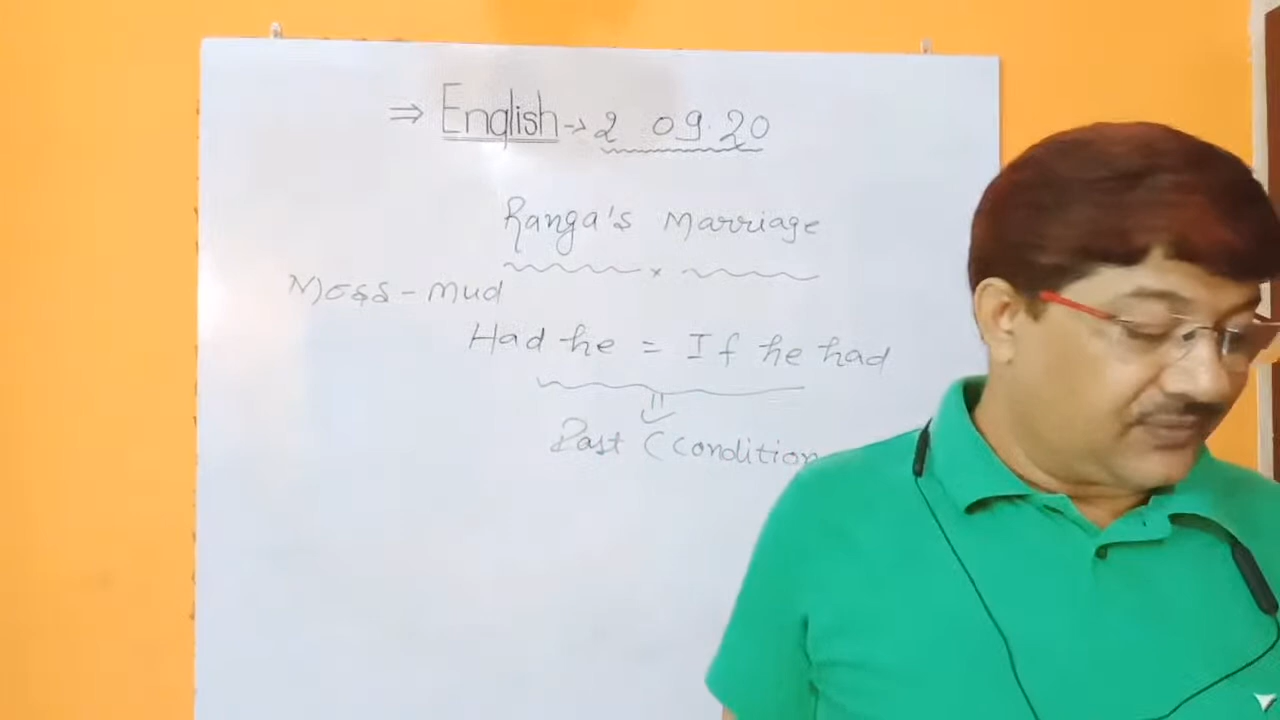 ⇒ English → 2 09.20
Ranga's Marriage
Moss - Mud
Had he = If he had
Past (Condition